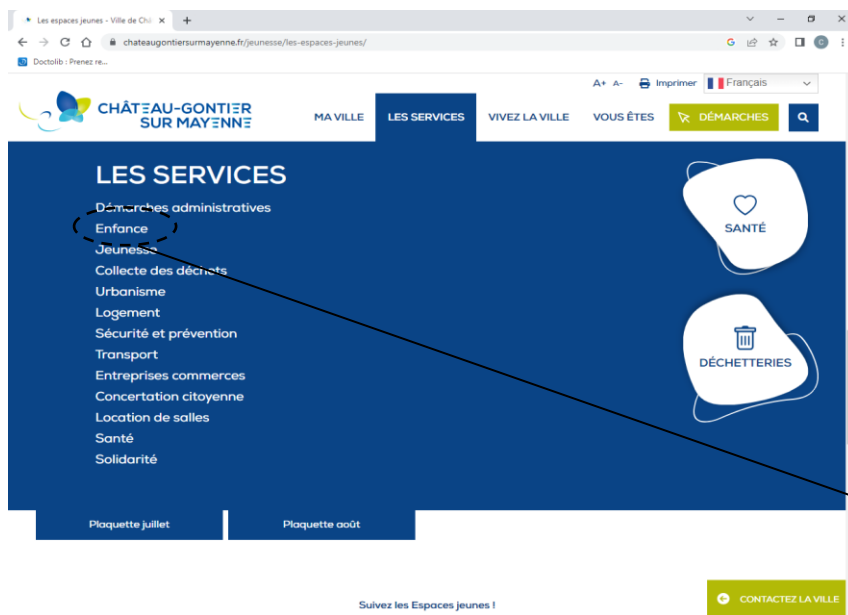 Les espaces jeunes - Ville de Châ
chateaugontiersurmayenne.fr/jeunesse/les-espaces-jeunes/
Doctolib : Prenez re...
A+ A- Imprimer Français
CHÂTEAU-GONTIER
SUR MAYENNE
MA VILLE LES SERVICES VIVEZ LA VILLE VOUS ÊTES DÉMARCHES
LES SERVICES
Démarches administratives
Enfance
Jeunesse
Collecte des déchets
Urbanisme
Logement
Sécurité et prévention
Transport
Entreprises commerces
Concertation citoyenne
Location de salles
Santé
Solidarité
SANTÉ
DÉCHETTERIES
Plaquette juillet Plaquette août
Suivez les Espaces jeunes !
CONTACTEZ LA VILLE